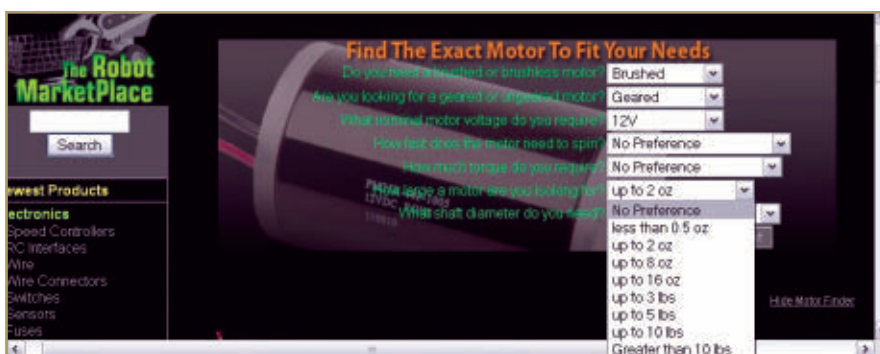 The Robot
MarketPlace
Search
ewest Products
ectronics
Speed Controllers
RC Interfaces
Wire
Wire Connectors
Switches
Sensors
Fuses
Find The Exact Motor To Fit Your Needs
Do you need a brushed or brushless motor? Brushed
Are you looking for a geared or ungeared motor? Geared
What nominal motor voltage do you require? 12V
How fast does the motor need to spin? No Preference
How much torque do you require? No Preference
How large a motor are you looking for? up to 2 oz
What shaft diameter do you need?
No Preference
less than 0.5 oz
up to 2 oz
up to 8 oz
up to 16 oz
up to 3 lbs
up to 5 lbs
up to 10 lbs
Greater than 10 lbs
Hide Motor Finder